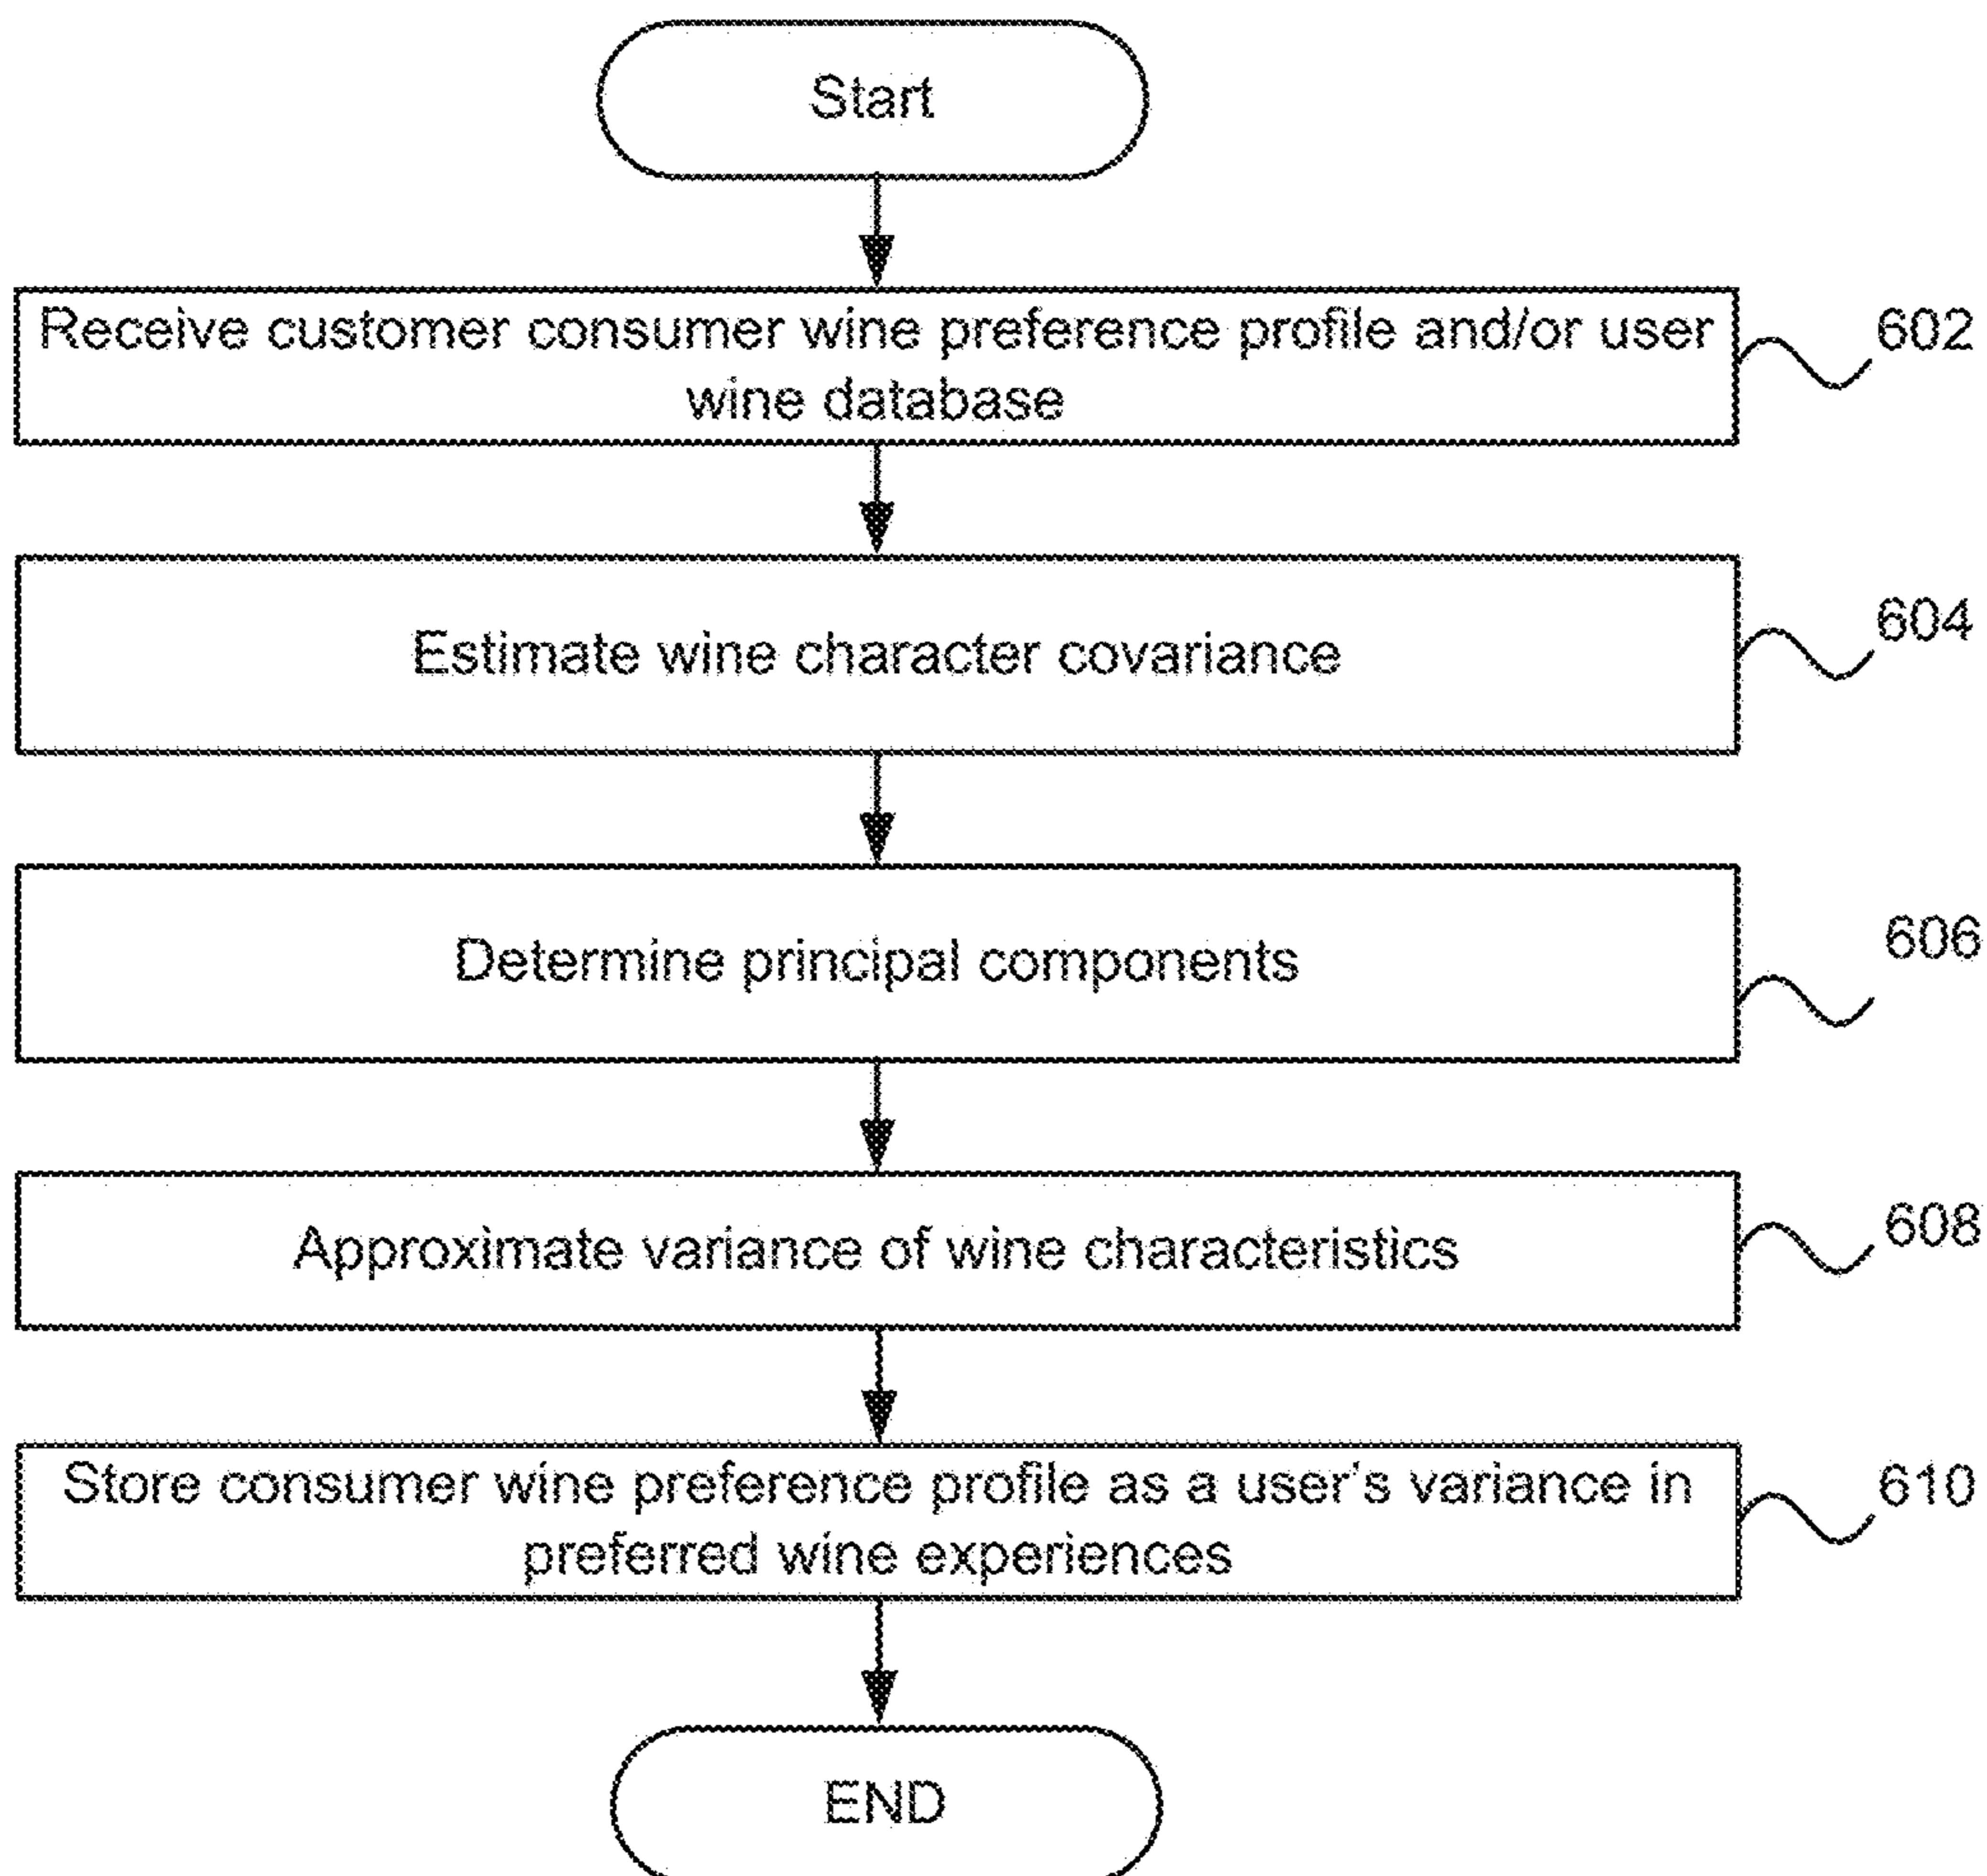 Start
Receive customer consumer wine preference profile and/or user
wine database
602
Estimate wine character covariance
604
Determine principal components
606
Approximate variance of wine characteristics
608
Store consumer wine preference profile as a user's variance in
preferred wine experiences
610
END